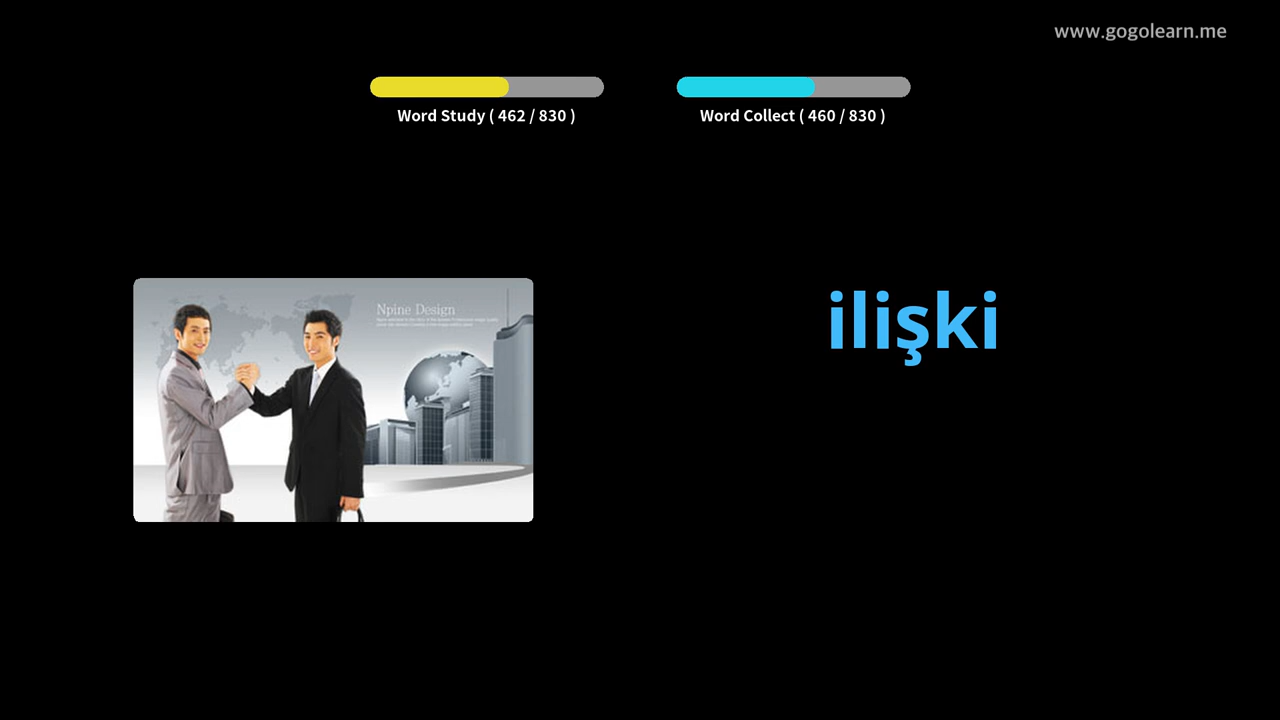 www.gogolearn.me
Word Study ( 462 / 830 )
Word Collect ( 460 / 830 )
Npine Design
ilişki